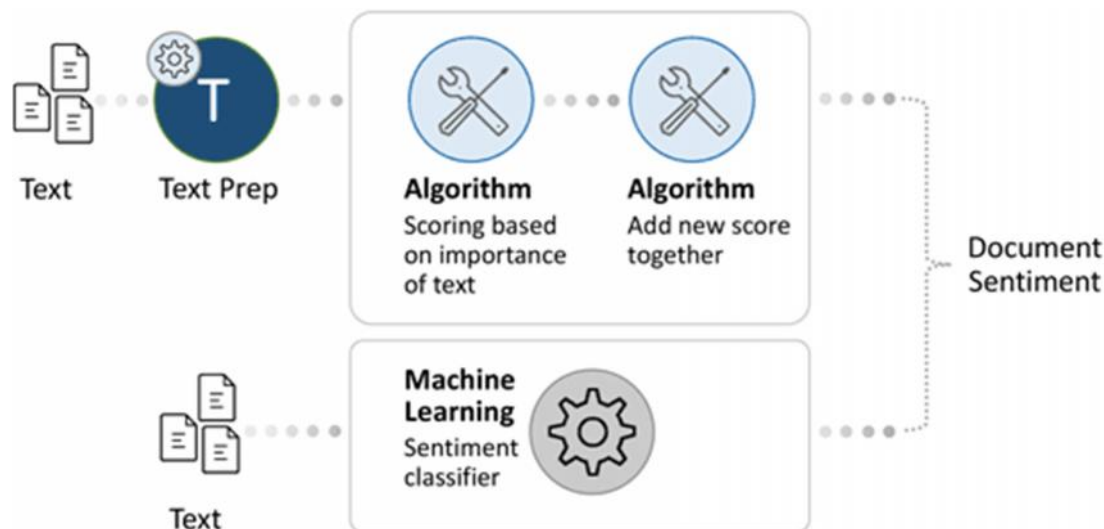 T
Text
Text Prep
Algorithm
Scoring based
on importance
of text
Algorithm
Add new score
together
Document
Sentiment
Machine
Learning
Sentiment
classifier
Text